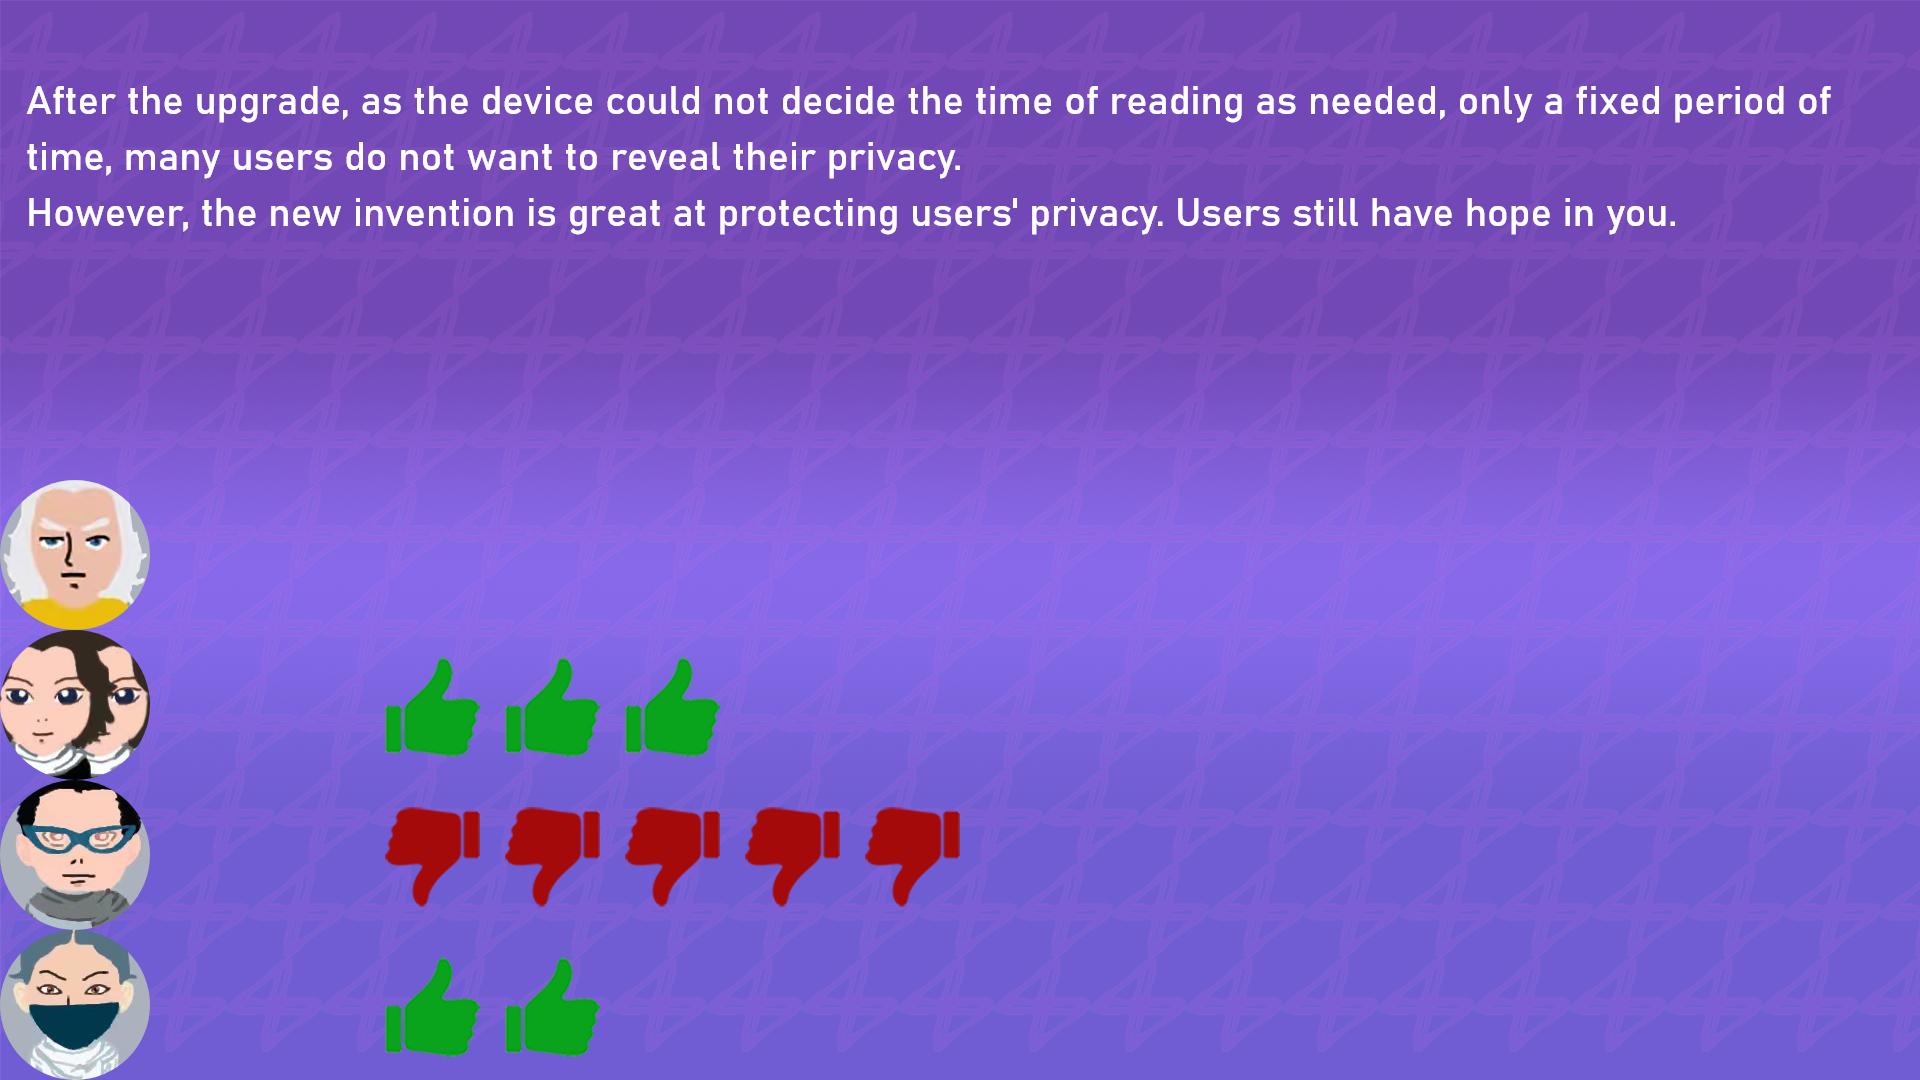 After the upgrade, as the device could not decide the time of reading as needed, only a fixed period of
time, many users do not want to reveal their privacy.
However, the new invention is great at protecting users' privacy. Users still have hope in you.